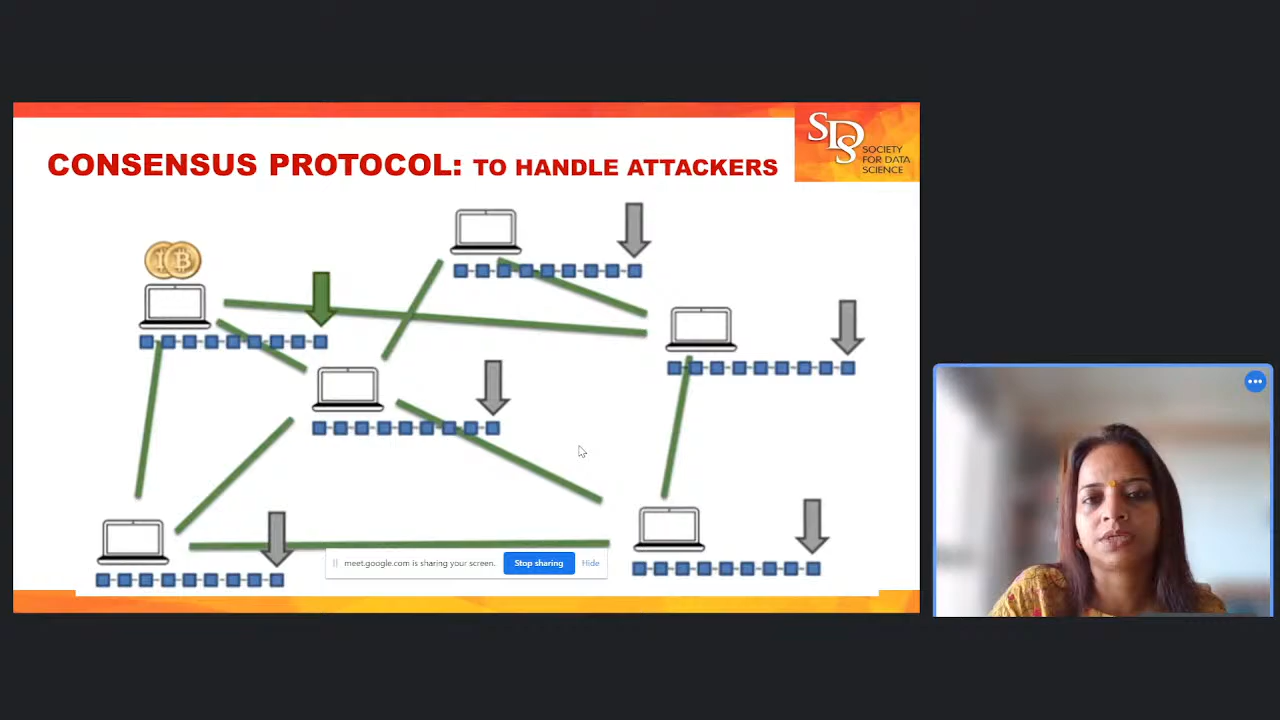 CONSENSUS PROTOCOL: TO HANDLE ATTACKERS
SDS
SOCIETY
FOR DATA
SCIENCE
meet.google.com is sharing your screen.
Stop sharing
Hide